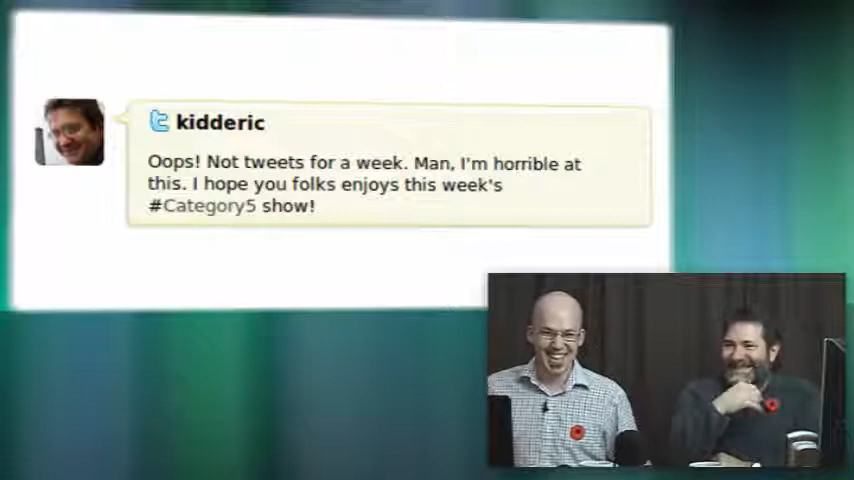 kidderic
Oops! Not tweets for a week. Man, I'm horrible at
this. I hope you folks enjoys this week's
#Category5 show!